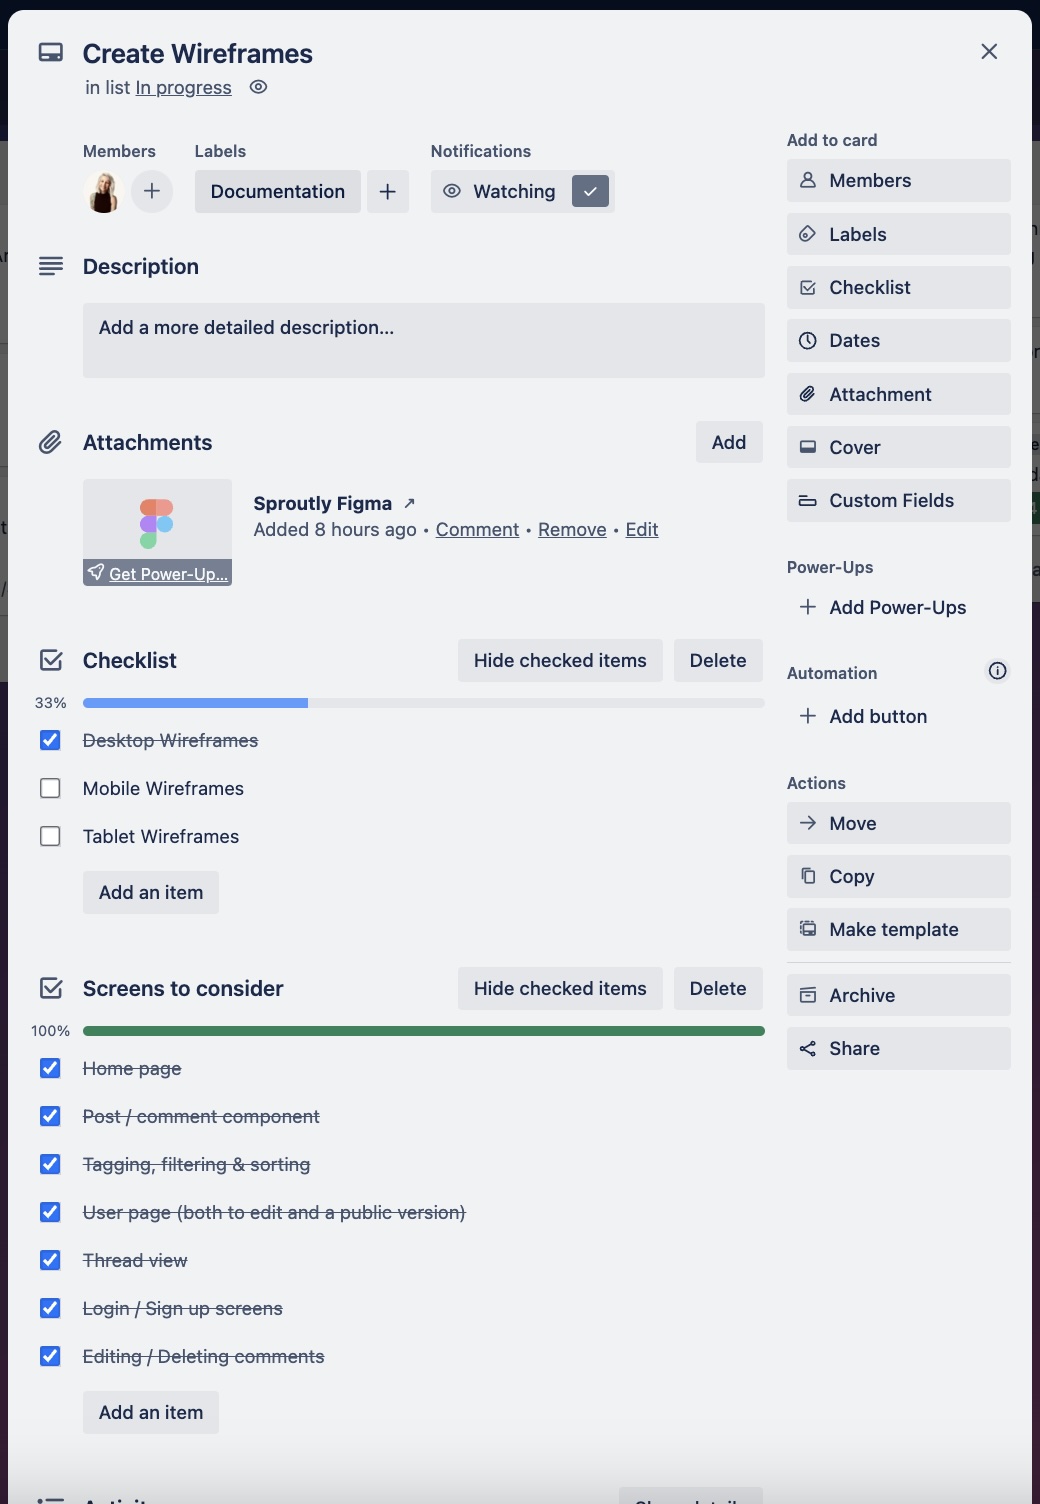 Create Wireframes
in list In progress
Members
Labels
Notifications
Documentation
Watching
Description
Add a more detailed description...
Attachments
Add
Sproutly Figma
Added 8 hours ago • Comment • Remove • Edit
Get Power-Up...
Checklist
Hide checked items
Delete
33%
Desktop Wireframes
Mobile Wireframes
Tablet Wireframes
Add an item
Screens to consider
Hide checked items
Delete
100%
Home page
Post / comment component
Tagging, filtering & sorting
User page (both to edit and a public version)
Thread view
Login / Sign up screens
Editing / Deleting comments
Add an item
Add to card
Members
Labels
Checklist
Dates
Attachment
Cover
Custom Fields
Power-Ups
Add Power-Ups
Automation
Add button
Actions
Move
Copy
Make template
Archive
Share